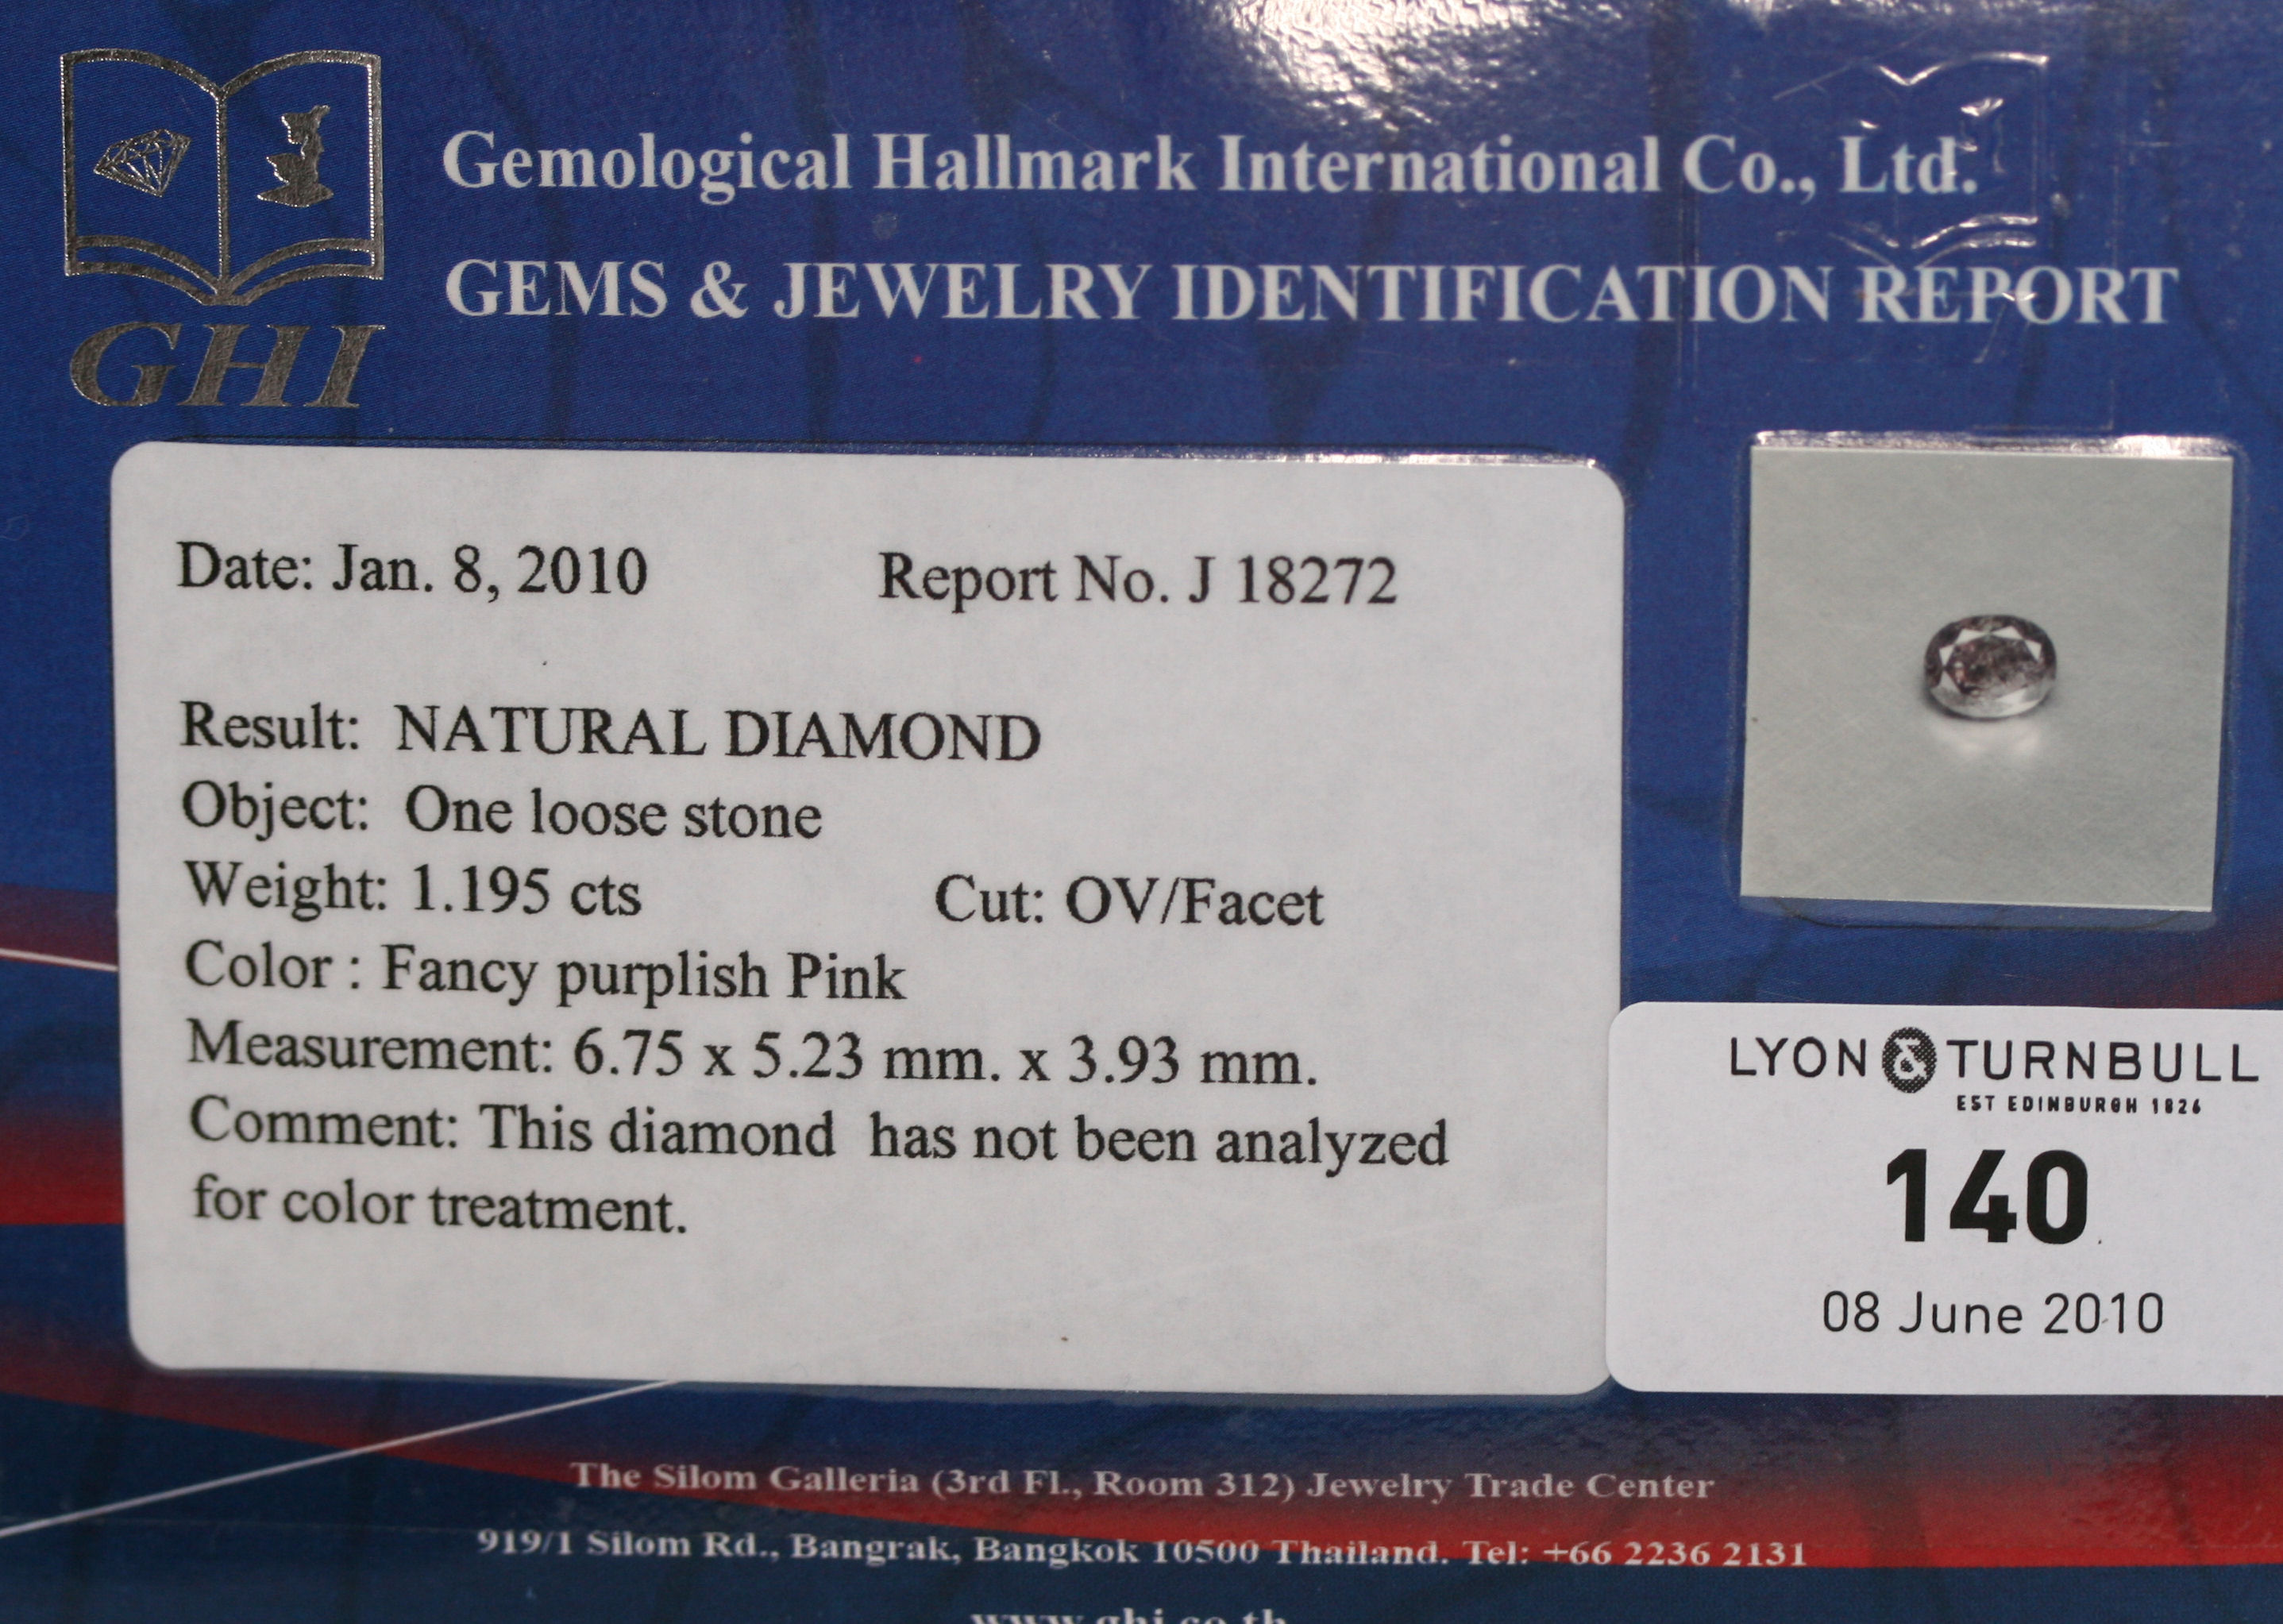 Gemological Hallmark International Co., Ltd.
GEMS & JEWELRY IDENTIFICATION REPORT
GHI
Date: Jan. 8, 2010 Report No. J 18272
Result: NATURAL DIAMOND
Object: One loose stone
Weight: 1.195 cts Cut: OV/Facet
Color : Fancy purplish Pink
Measurement: 6.75 x 5.23 mm. x 3.93 mm.
Comment: This diamond has not been analyzed
for color treatment.
LYON & TURNBULL
EST EDINBURGH 1826
140
08 June 2010
The Silom Galleria (3rd Fl., Room 312) Jewelry Trade Center
919/1 Silom Rd., Bangrak, Bangkok 10500 Thailand. Tel: +66 2236 2131
www.ghi.co.th